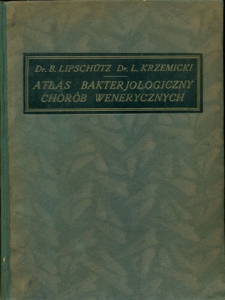 Dr. B. LIPSCHÜTZ Dr. L. KRZEMICKI
ATLAS BAKTERJOLOGICZNY
CHORÓB WENERYCZNYCH